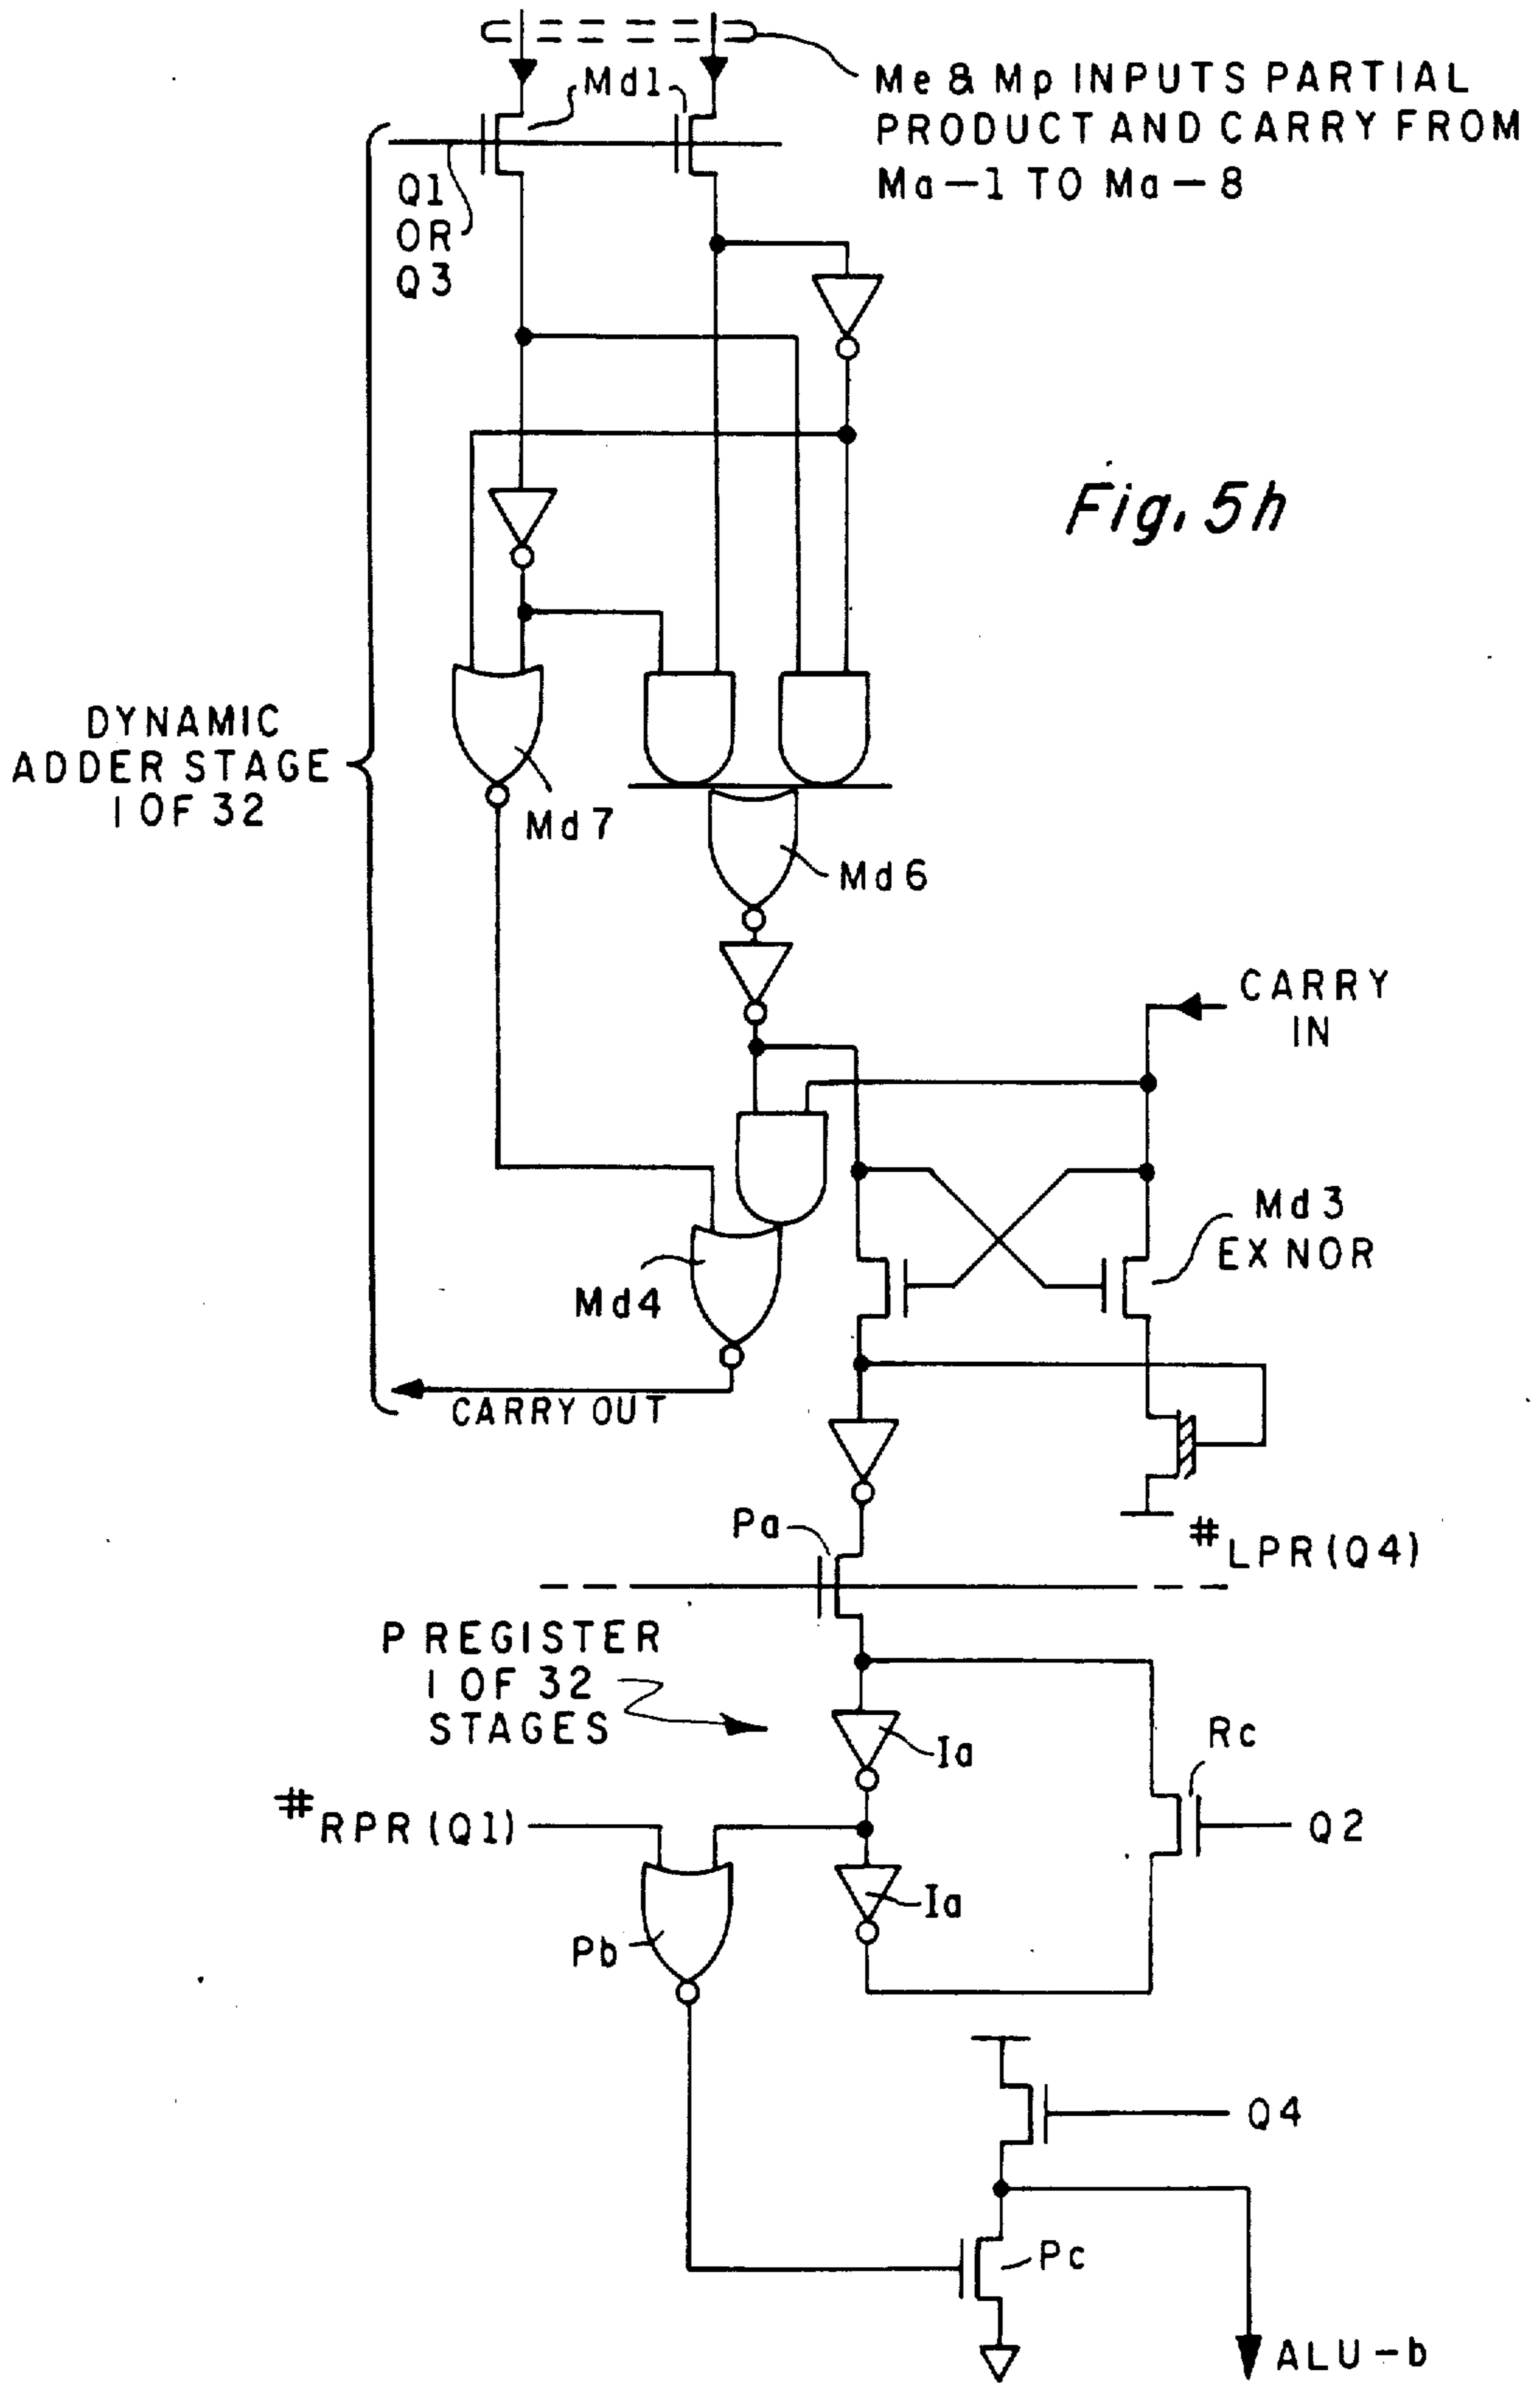 Md1
Me & Mp INPUTS PARTIAL
PRODUCT AND CARRY FROM
Ma-1 TO Ma-8
Q1
OR
Q3
Fig. 5h
DYNAMIC
ADDER STAGE
1 OF 32
Md7
Md6
CARRY
IN
Md3
EXNOR
Md4
CARRY OUT
Pa
#LPR(Q4)
P REGISTER
1 OF 32
STAGES
Ia
Rc
#RPR(Q1)
Q2
Ia
Pb
Q4
Pc
ALU-b